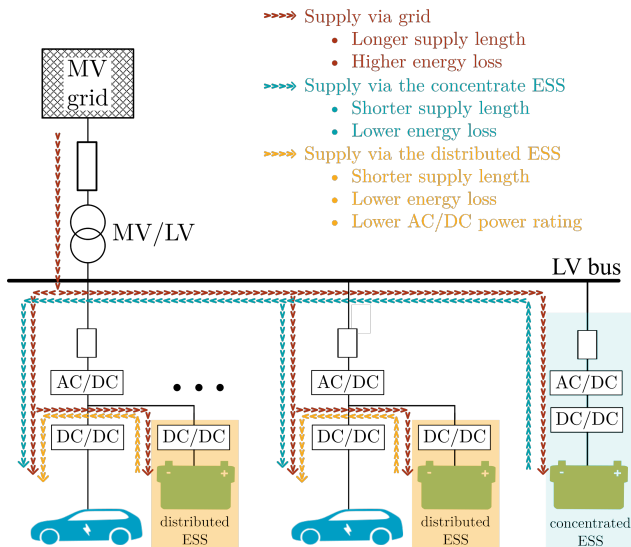 Supply via grid
• Longer supply length
• Higher energy loss
Supply via the concentrate ESS
• Shorter supply length
• Lower energy loss
Supply via the distributed ESS
• Shorter supply length
• Lower energy loss
• Lower AC/DC power rating
MV
grid
MV/LV
LV bus
AC/DC
AC/DC
AC/DC
DC/DC
DC/DC
DC/DC
DC/DC
DC/DC
- +
- +
- +
distributed
ESS
distributed
ESS
concentrated
ESS